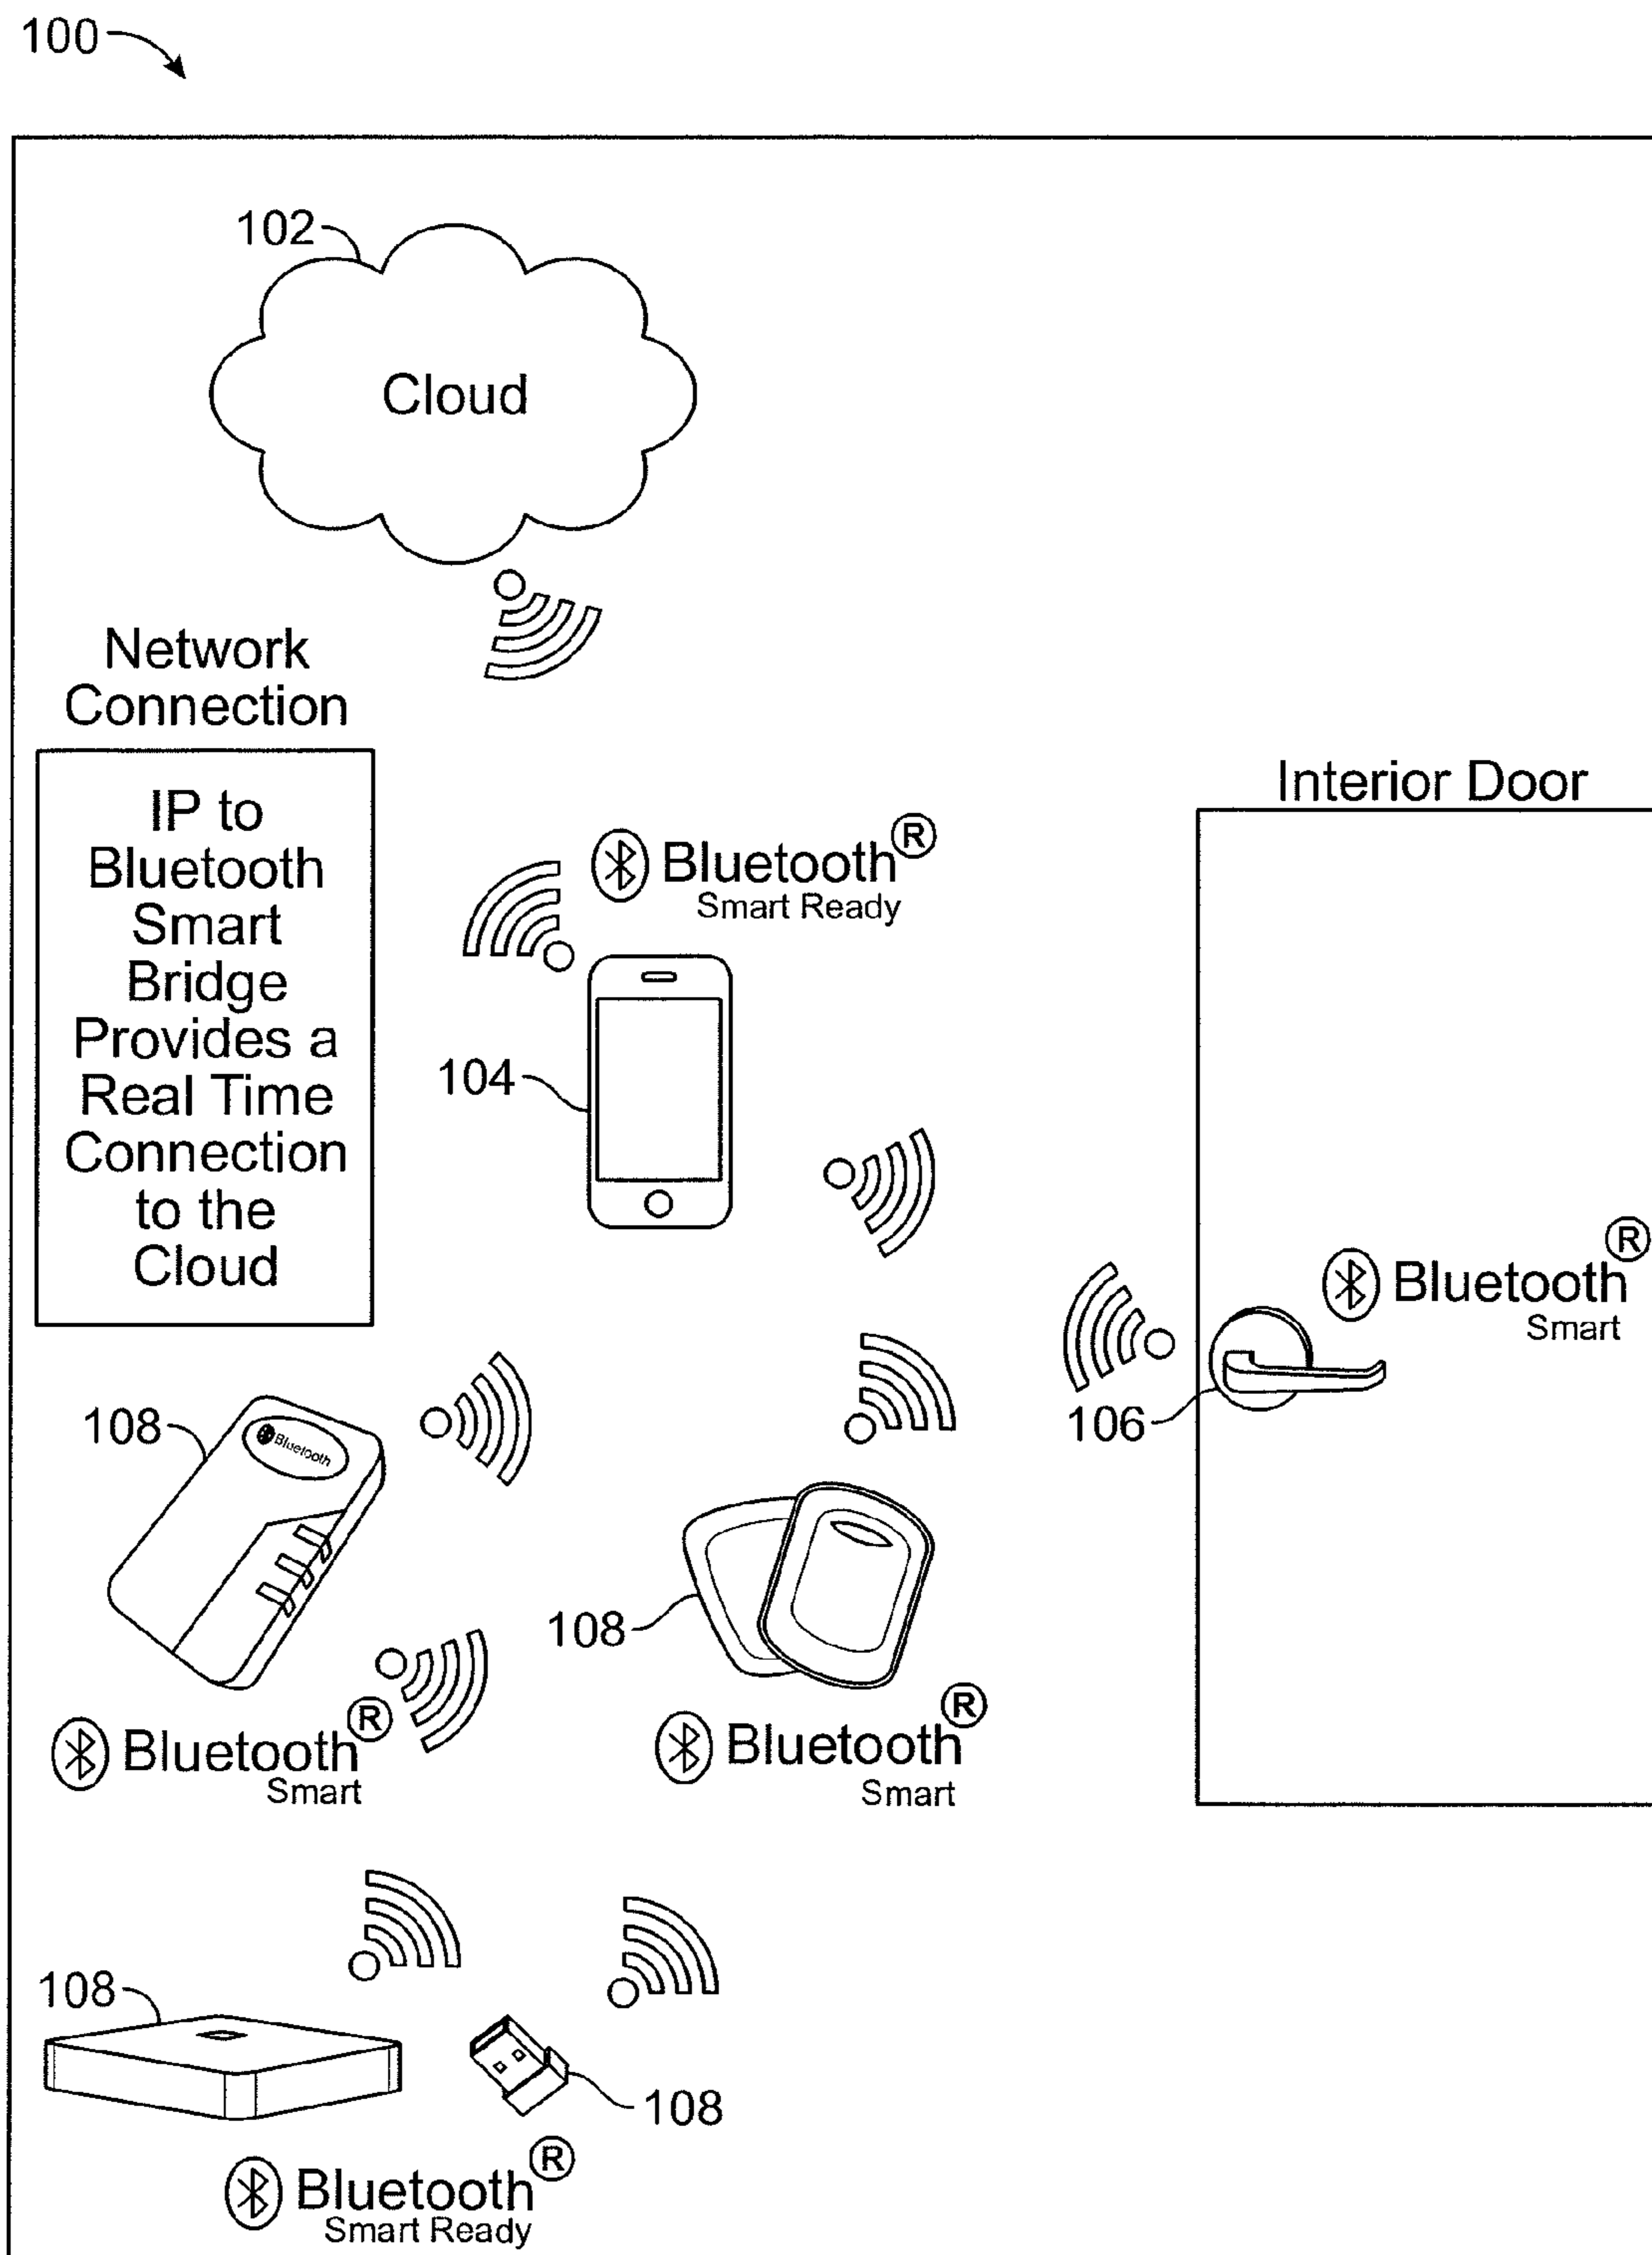 100
102
Cloud
Network
Connection
IP to
Bluetooth
Smart
Bridge
Provides a
Real Time
Connection
to the
Cloud
Bluetooth®
Smart Ready
104
Interior Door
Bluetooth®
Smart
106
108
Bluetooth
Bluetooth®
Smart
108
Bluetooth®
Smart
108
108
Bluetooth®
Smart Ready